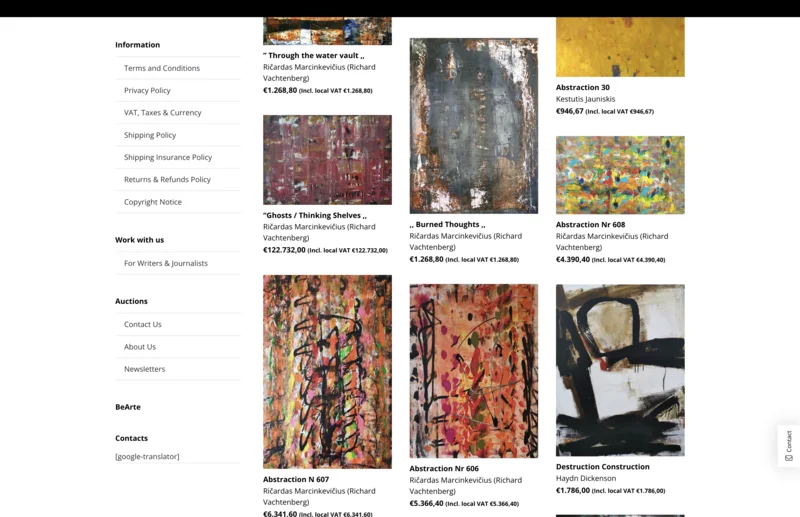 Information
Terms and Conditions
Privacy Policy
VAT, Taxes & Currency
Shipping Policy
Shipping Insurance Policy
Returns & Refunds Policy
Copyright Notice
Work with us
For Writers & Journalists
Auctions
Contact Us
About Us
Newsletters
BeArte
Contacts
[google-translator]
“ Through the water vault ,,
Ričardas Marcinkevičius (Richard
Vachtenberg)
€1.268,80 (Incl. local VAT €1.268,80)
“Ghosts / Thinking Shelves ,,
Ričardas Marcinkevičius (Richard
Vachtenberg)
€122.732,00 (Incl. local VAT €122.732,00)
Abstraction N 607
Ričardas Marcinkevičius (Richard
Vachtenberg)
€6.341,60 (Incl. local VAT €6.341,60)
,, Burned Thoughts ,,
Ričardas Marcinkevičius (Richard
Vachtenberg)
€1.268,80 (Incl. local VAT €1.268,80)
Abstraction Nr 606
Ričardas Marcinkevičius (Richard
Vachtenberg)
€5.366,40 (Incl. local VAT €5.366,40)
Abstraction 30
Kestutis Jauniskis
€946,67 (Incl. local VAT €946,67)
Abstraction Nr 608
Ričardas Marcinkevičius (Richard
Vachtenberg)
€4.390,40 (Incl. local VAT €4.390,40)
Destruction Construction
Haydn Dickenson
€1.786,00 (Incl. local VAT €1.786,00)
Contact